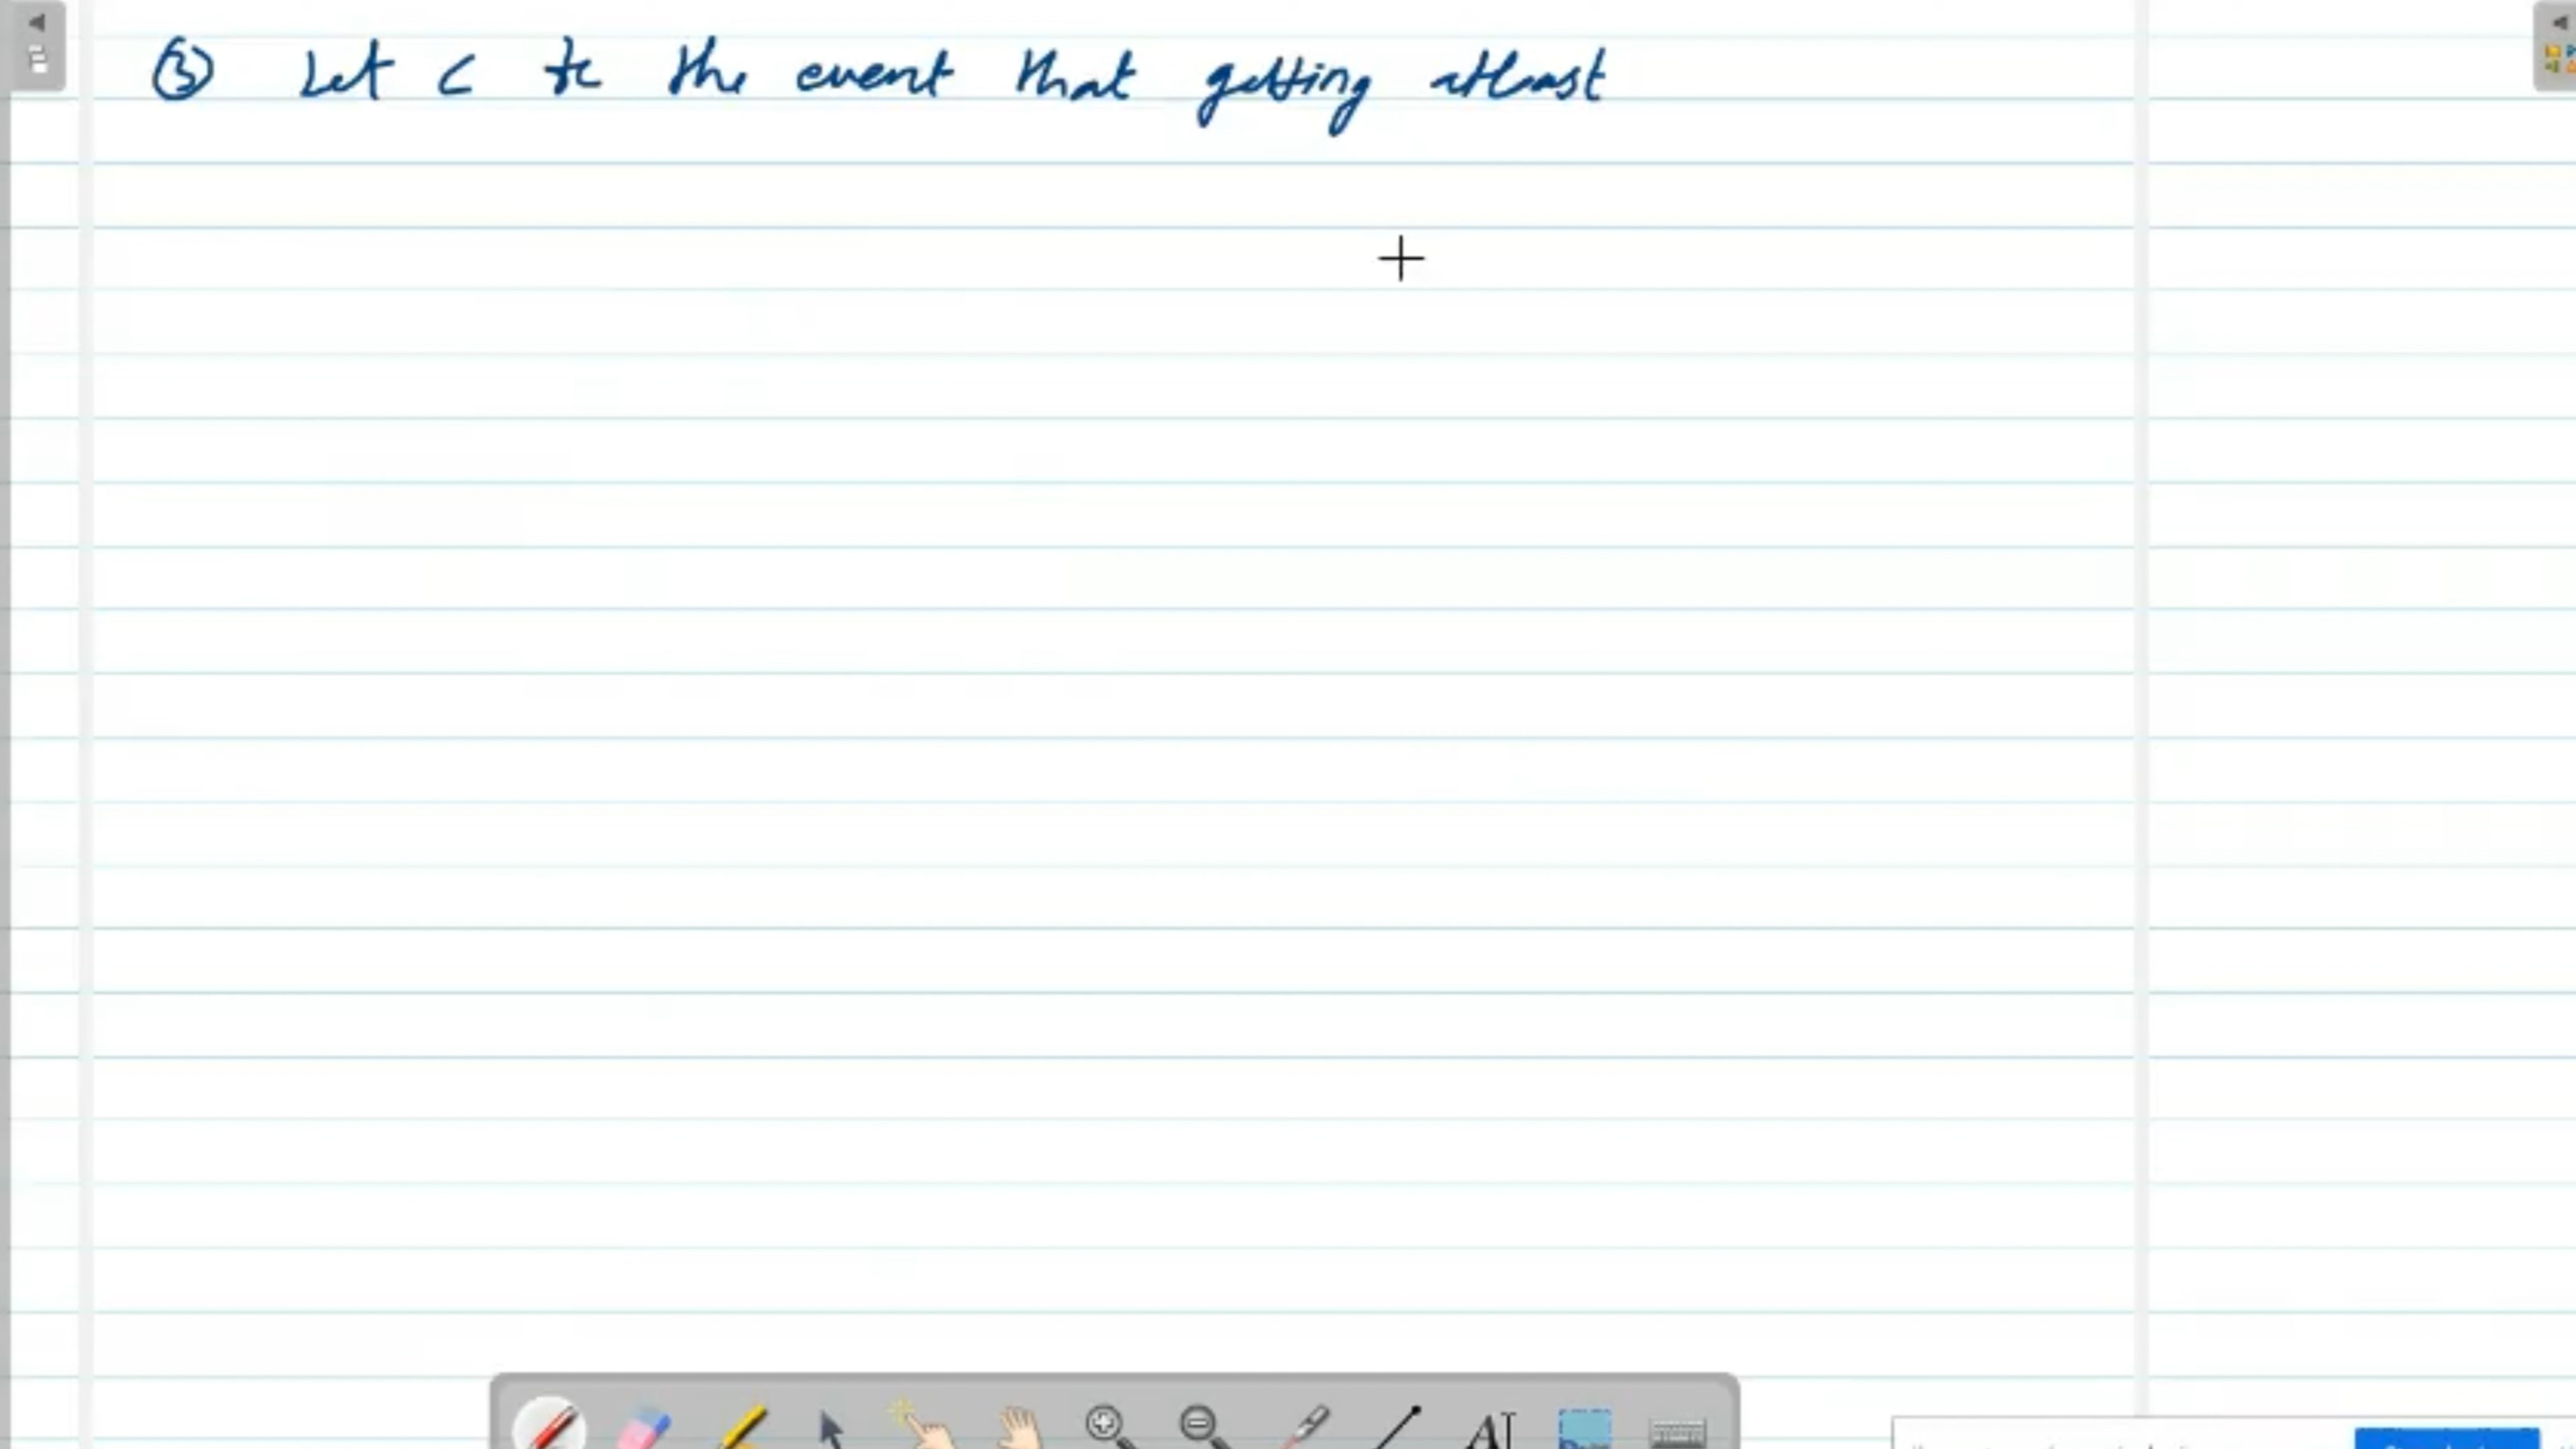 ③ Let C be the event that getting atleast